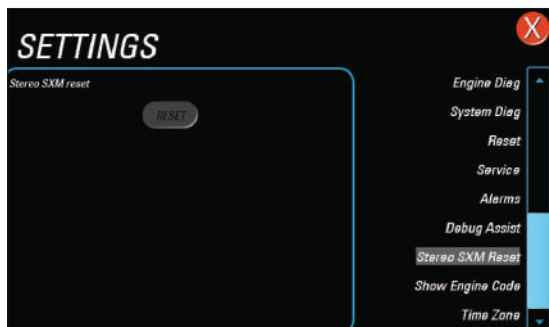 X
SETTINGS
Stereo SXM reset
RESET
Engine Diag
System Diag
Reset
Service
Alarms
Debug Assist
Stereo SXM Reset
Show Engine Code
Time Zone